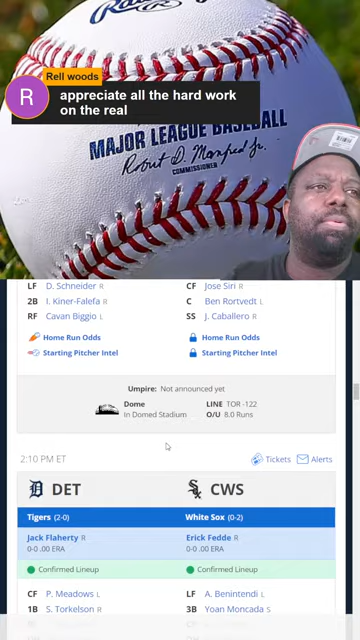 Rell woods
R
appreciate all the hard work
on the real
MAJOR LEAGUE BASEBALL
Robert D. Manfred Jr.
COMMISSIONER
LF D. Schneider R
CF Jose Siri R
2B I. Kiner-Falefa R
C Ben Rortvedt L
RF Cavan Biggio L
SS J. Caballero R
Home Run Odds
Home Run Odds
Starting Pitcher Intel
Starting Pitcher Intel
Umpire: Not announced yet
Dome
In Domed Stadium
LINE TOR -122
O/U 8.0 Runs
2:10 PM ET
Tickets
Alerts
DET
CWS
Tigers (2-0)
White Sox (0-2)
Jack Flaherty R
0-0 .00 ERA
Erick Fedde R
0-0 .00 ERA
Confirmed Lineup
Confirmed Lineup
CF P. Meadows L
LF A. Benintendi L
1B S. Torkelson R
3B Yoan Moncada S